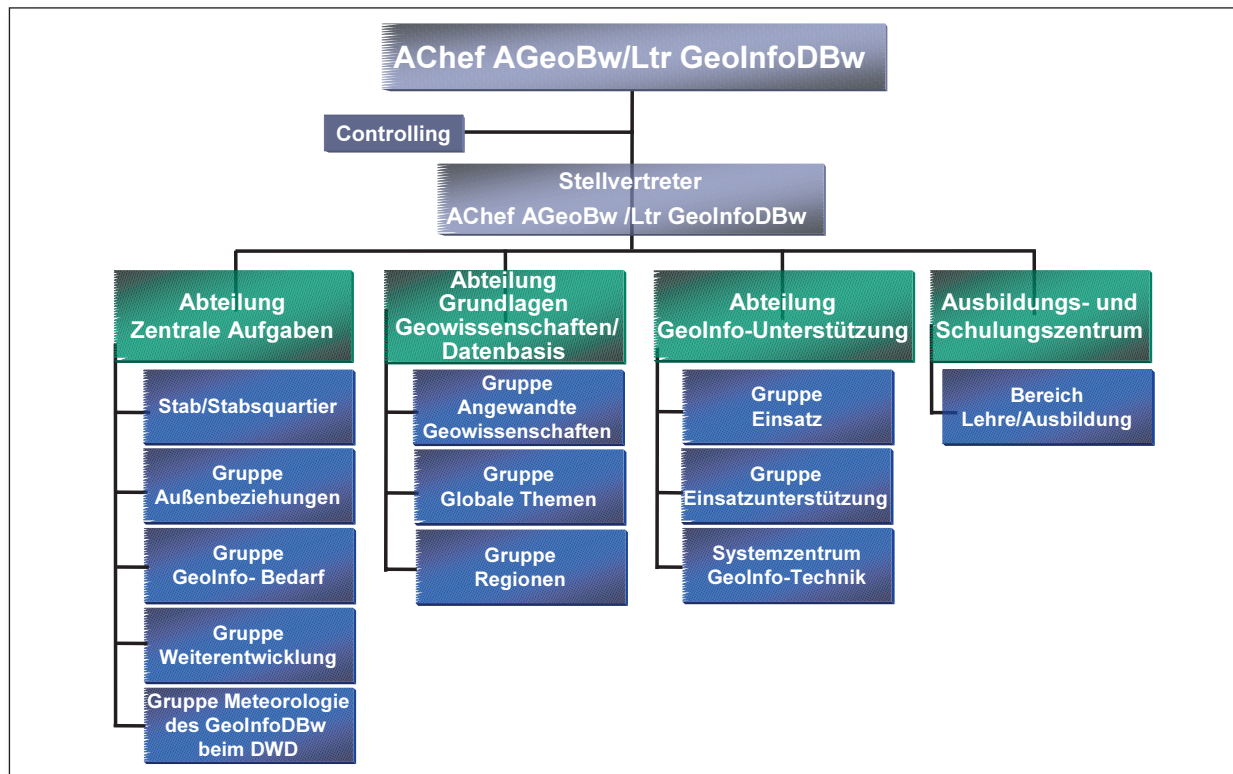 AChef AGeoBw/Ltr GeoInfoDBw
Controlling
Stellvertreter
AChef AGeoBw /Ltr GeoInfoDBw
Abteilung
Zentrale Aufgaben
Stab/Stabsquartier
Gruppe
Außenbeziehungen
Gruppe
GeoInfo- Bedarf
Gruppe
Weiterentwicklung
Gruppe Meteorologie
des GeoInfoDBw
beim DWD
Abteilung
Grundlagen
Geowissenschaften/
Datenbasis
Gruppe
Angewandte
Geowissenschaften
Gruppe
Globale Themen
Gruppe
Regionen
Abteilung
GeoInfo-Unterstützung
Gruppe
Einsatz
Gruppe
Einsatzunterstützung
Systemzentrum
GeoInfo-Technik
Ausbildungs- und
Schulungszentrum
Bereich
Lehre/Ausbildung